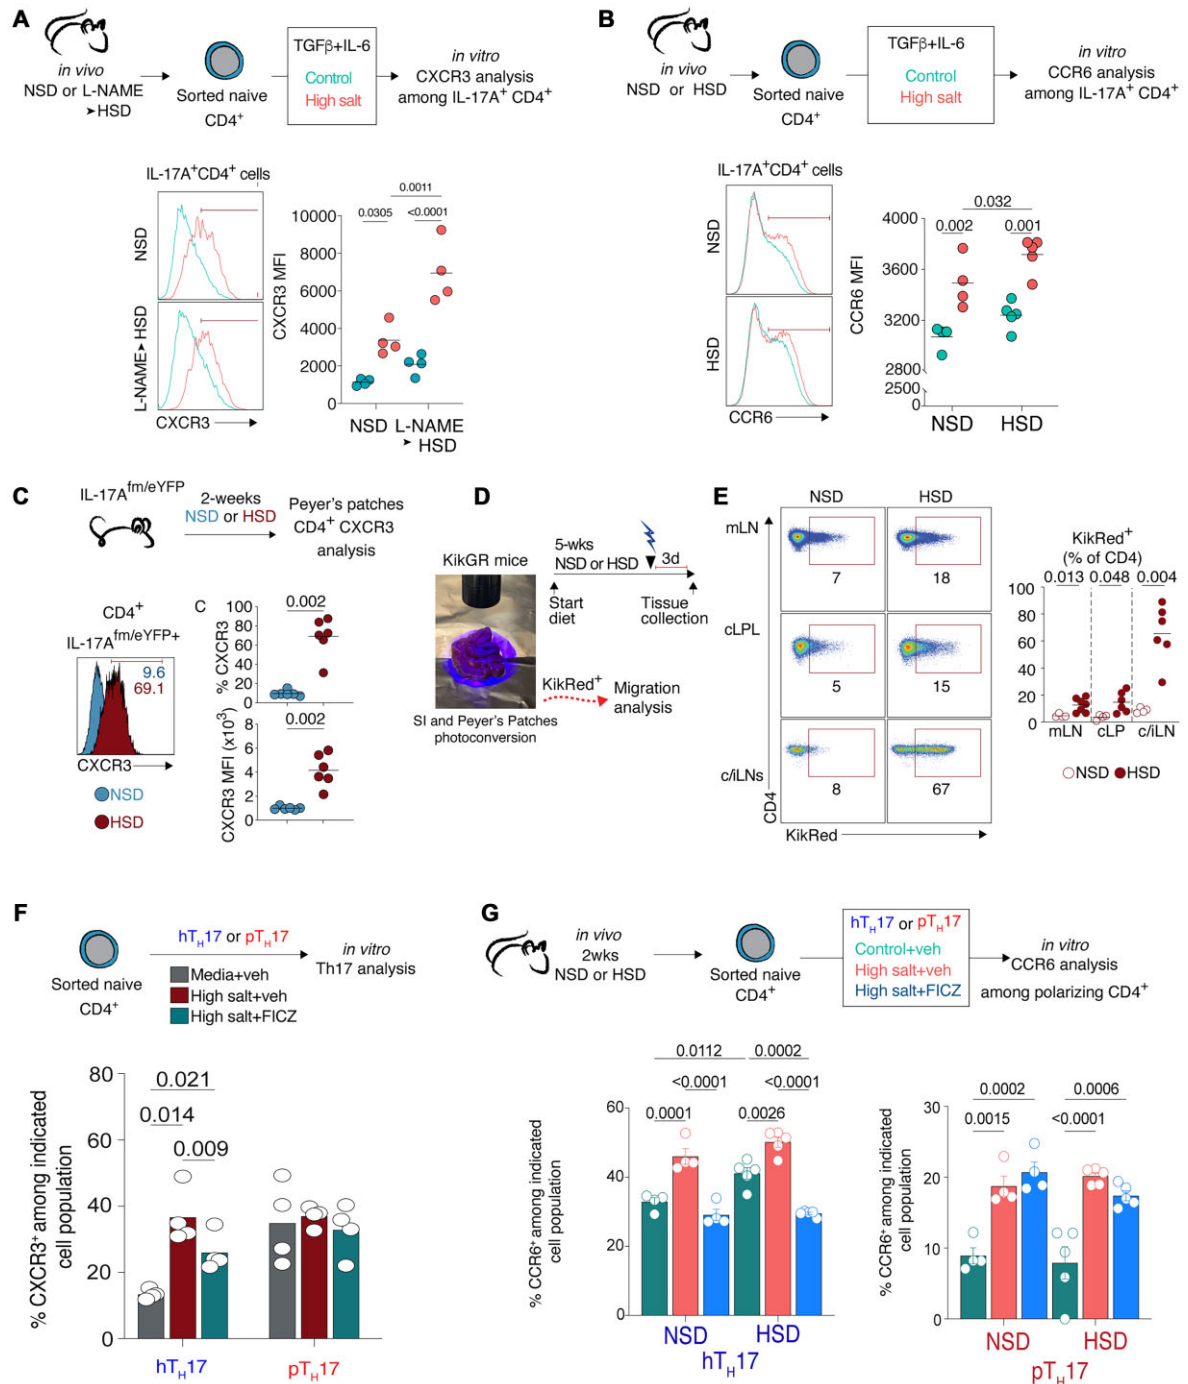 A
in vivo
NSD or L-NAME
➤HSD
Sorted naive
CD4+
TGFβ+IL-6
Control
High salt
in vitro
CXCR3 analysis
among IL-17A+ CD4+
IL-17A+CD4+ cells
NSD
L-NAME➤HSD
CXCR3
CXCR3 MFI
10000
8000
6000
4000
2000
0
0.0011
0.0305
<0.0001
NSD
L-NAME
➤ HSD
B
in vivo
NSD or HSD
Sorted naive
CD4+
TGFβ+IL-6
Control
High salt
in vitro
CCR6 analysis
among IL-17A+ CD4+
IL-17A+CD4+ cells
NSD
HSD
CCR6
CCR6 MFI
4000
3600
3200
2800
2500
0
0.032
0.002
0.001
NSD
HSD
C
IL-17Afm/eYFP
2-weeks
NSD or HSD
Peyer's patches
CD4+ CXCR3
analysis
CD4+
IL-17Afm/eYFP+
9.6
69.1
CXCR3
NSD
HSD
C
% CXCR3
100
80
60
40
20
0
0.002
CXCR3 MFI (x10³)
8
6
4
2
0
0.002
D
KikGR mice
5-wks
NSD or HSD
3d
Start
diet
Tissue
collection
KikRed+
Migration
analysis
SI and Peyer's Patches
photoconversion
E
NSD
HSD
mLN
7
18
cLPL
5
15
c/iLNs
8
67
CD4
KikRed
KikRed+
(% of CD4)
0.013
0.048
0.004
100
80
60
40
20
0
mLN
cLP
c/iLN
NSD
HSD
F
Sorted naive
CD4+
hTH17 or pTH17
Media+veh
High salt+veh
High salt+FICZ
in vitro
Th17 analysis
% CXCR3+ among indicated
cell population
80
60
40
20
0
0.021
0.014
0.009
hTH17
pTH17
G
in vivo
2wks
NSD or HSD
Sorted naive
CD4+
hTH17 or pTH17
Control+veh
High salt+veh
High salt+FICZ
in vitro
CCR6 analysis
among polarizing CD4+
% CCR6+ among indicated
cell population
60
40
20
0
0.0112
0.0002
<0.0001
<0.0001
0.0001
0.0026
NSD
HSD
hTH17
% CCR6+ among indicated
cell population
30
20
10
0
0.0002
0.0006
0.0015
<0.0001
NSD
HSD
pTH17